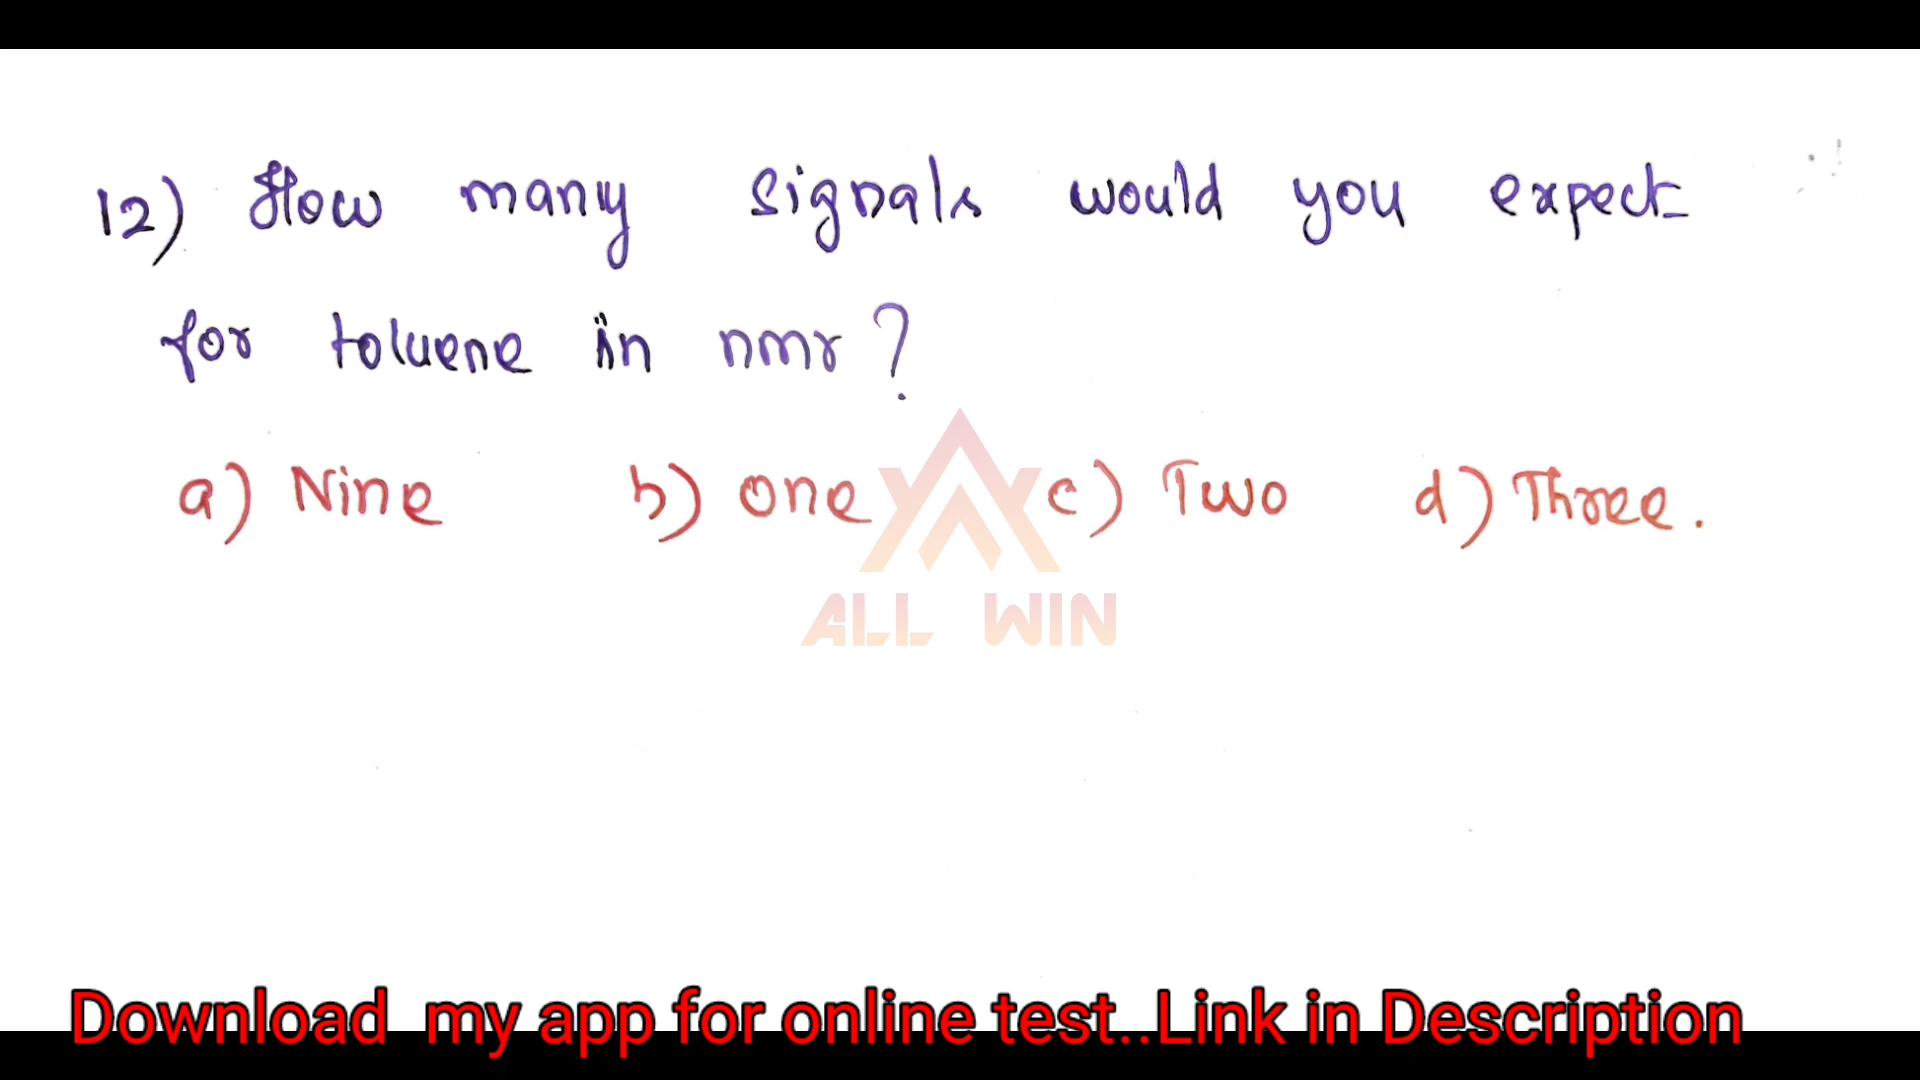 12) How many signals would you expect
for toluene in nmr?
a) Nine b) One c) Two d) Three.
ALL WIN
Download my app for online test..Link in Description